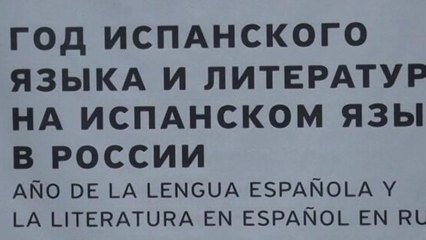 ГОД ИСПАНСКОГО
ЯЗЫКА И ЛИТЕРАТУР
НА ИСПАНСКОМ ЯЗЫ
В РОССИИ
AÑO DE LA LENGUA ESPAÑOLA Y
LA LITERATURA EN ESPAÑOL EN RU